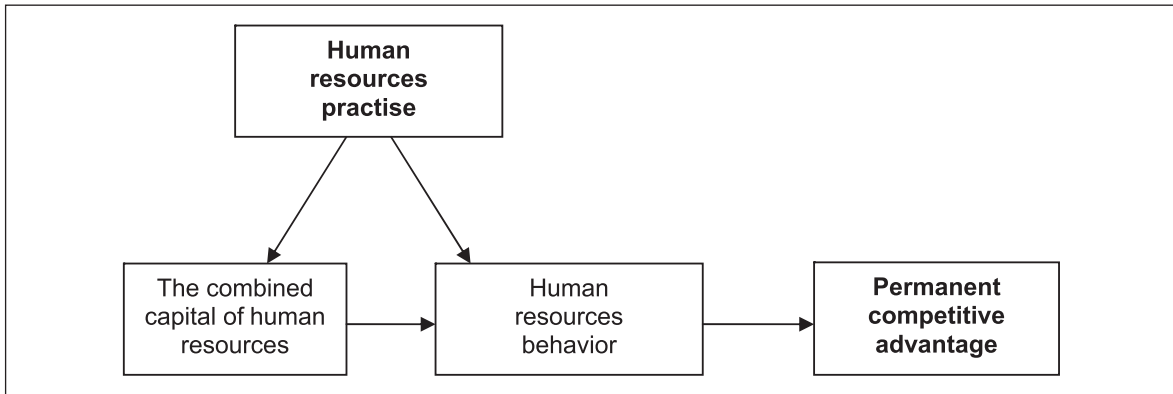 Human
resources
practise
The combined
capital of human
resources
Human
resources
behavior
Permanent
competitive
advantage